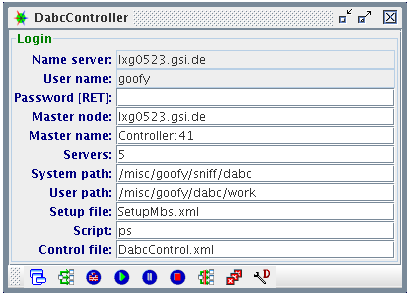 DabcController
Login
Name server: lxg0523.gsi.de
User name: goofy
Password [RET]:
Master node: lxg0523.gsi.de
Master name: Controller:41
Servers: 5
System path: /misc/goofy/sniff/dabc
User path: /misc/goofy/dabc/work
Setup file: SetupMbs.xml
Script: ps
Control file: DabcControl.xml
D